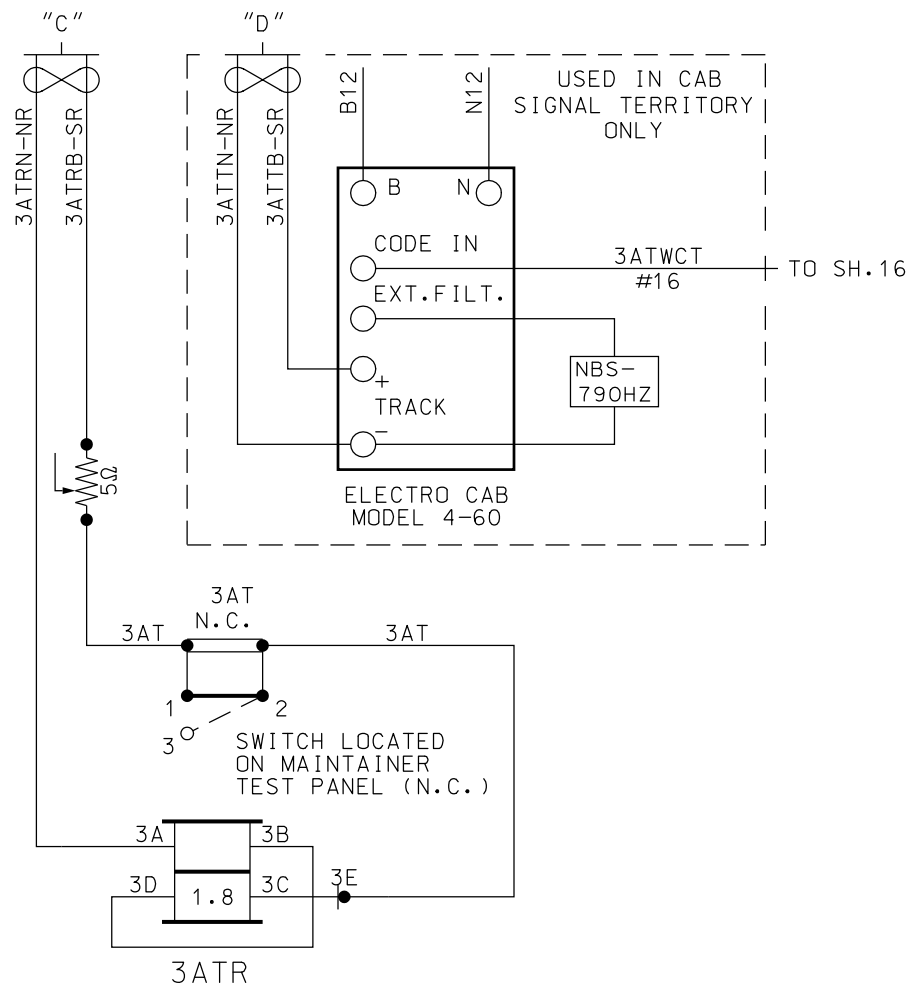 "C"
"D"
3ATRN-NR
3ATRB-SR
3ATTN-NR
3ATTB-SR
B12
N12
USED IN CAB
SIGNAL TERRITORY
ONLY
B
N
CODE IN
3ATWCT
#16
TO SH.16
EXT.FILT.
NBS-
790HZ
+
TRACK
-
5Ω
ELECTRO CAB
MODEL 4-60
3AT
N.C.
3AT
3AT
1
2
3
SWITCH LOCATED
ON MAINTAINER
TEST PANEL (N.C.)
3A
3B
3D
1.8
3C
3E
3ATR